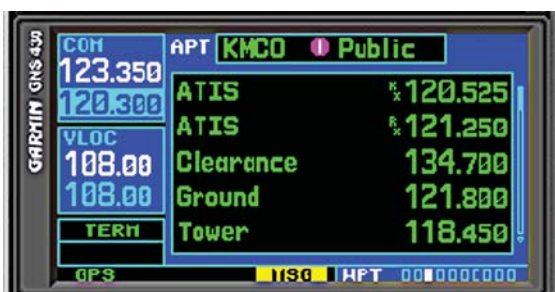 GARMIN GNS 430
COM
123.350
120.300
VLOC
108.00
108.00
TERM
GPS
APT KMCO Public
ATIS 120.525
ATIS Rx 121.250
Clearance 134.700
Ground 121.800
Tower 118.450
MSG WPT